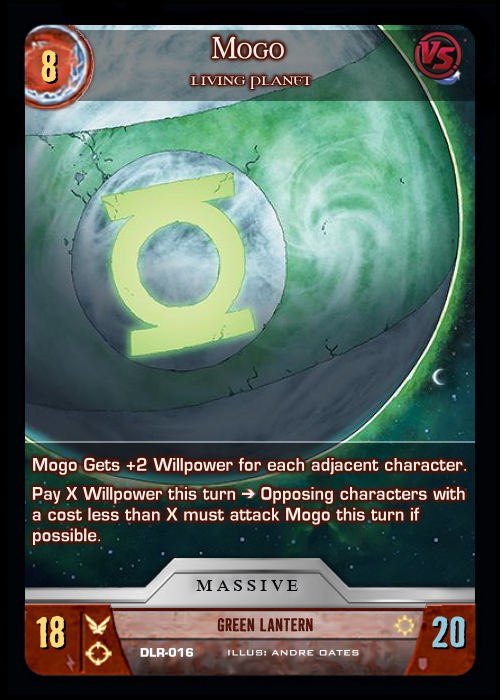 8
Mogo
LIVING PLANET
VS
Mogo Gets +2 Willpower for each adjacent character.
Pay X Willpower this turn ➔ Opposing characters with
a cost less than X must attack Mogo this turn if
possible.
MASSIVE
18
GREEN LANTERN
20
DLR-016 ILLUS: ANDRE OATES